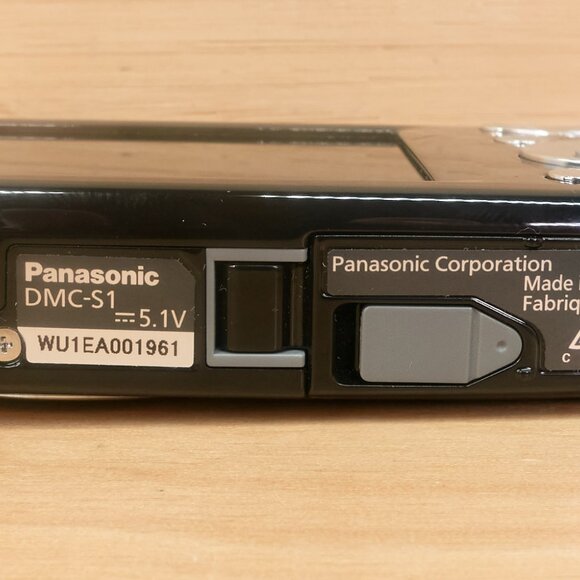 Panasonic
DMC-S1
⎓5.1V
WU1EA001961
Panasonic Corporation
Made
Fabriq
C